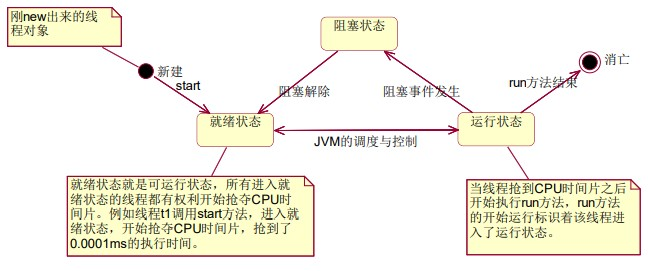 刚new出来的线
程对象
阻塞状态
新建
消亡
start
阻塞解除
阻塞事件发生
run方法结束
就绪状态
运行状态
JVM的调度与控制
就绪状态就是可运行状态，所有进入就
绪状态的线程都有权利开始抢夺CPU时
间片。例如线程t1调用start方法，进入就
绪状态，开始抢夺CPU时间片，抢到了
0.0001ms的执行时间。
当线程抢到CPU时间片之后
开始执行run方法，run方法
的开始运行标识着该线程进
入了运行状态。